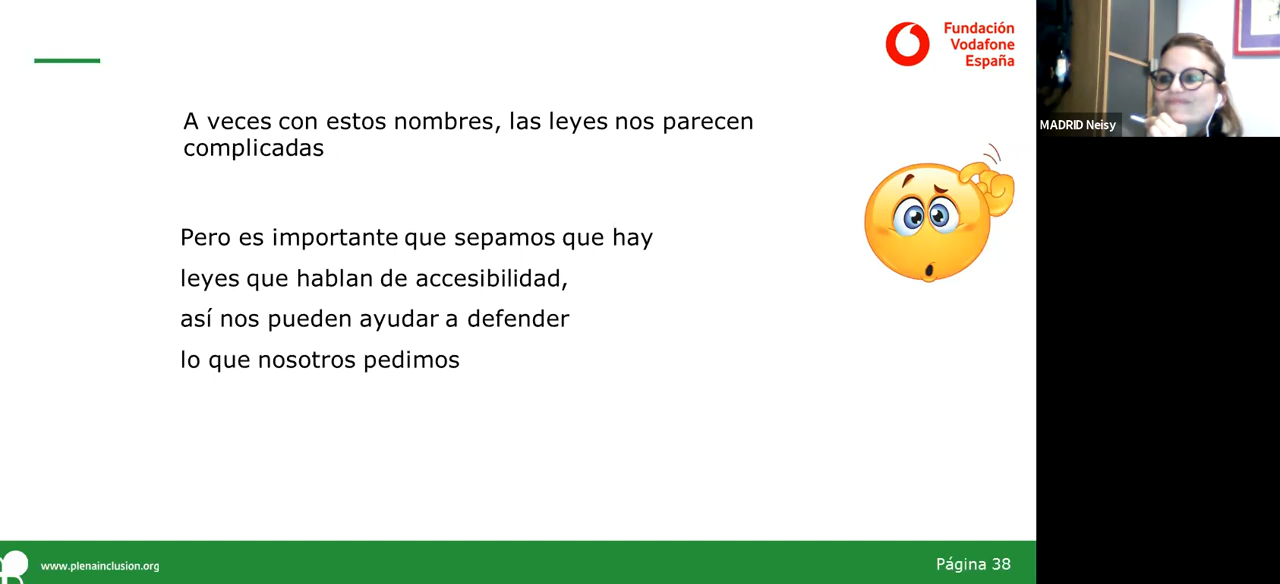 Fundación
Vodafone
España
A veces con estos nombres, las leyes nos parecen
complicadas
Pero es importante que sepamos que hay
leyes que hablan de accesibilidad,
así nos pueden ayudar a defender
lo que nosotros pedimos
MADRID Neisy
www.plenainclusion.org
Página 38